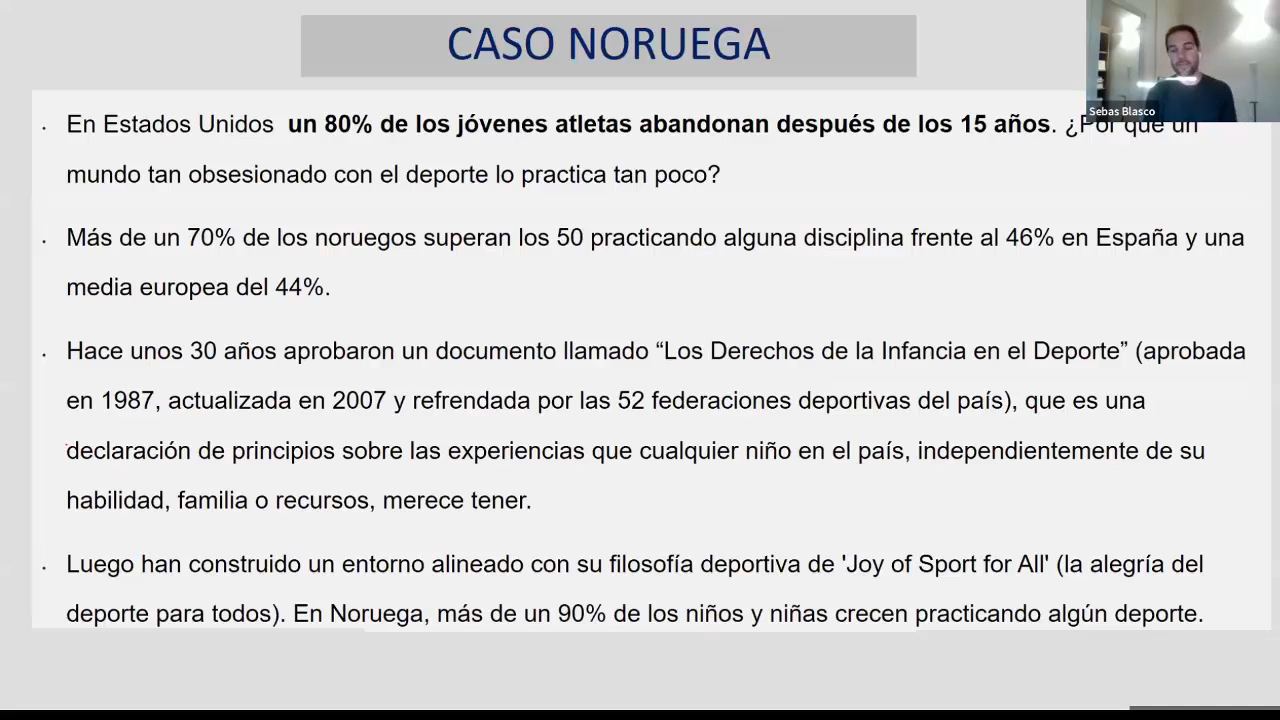 CASO NORUEGA
Sebas Blasco
En Estados Unidos un 80% de los jóvenes atletas abandonan después de los 15 años. ¿Por qué un
mundo tan obsesionado con el deporte lo practica tan poco?
Más de un 70% de los noruegos superan los 50 practicando alguna disciplina frente al 46% en España y una
media europea del 44%.
Hace unos 30 años aprobaron un documento llamado “Los Derechos de la Infancia en el Deporte” (aprobada
en 1987, actualizada en 2007 y refrendada por las 52 federaciones deportivas del país), que es una
declaración de principios sobre las experiencias que cualquier niño en el país, independientemente de su
habilidad, familia o recursos, merece tener.
Luego han construido un entorno alineado con su filosofía deportiva de 'Joy of Sport for All' (la alegría del
deporte para todos). En Noruega, más de un 90% de los niños y niñas crecen practicando algún deporte.